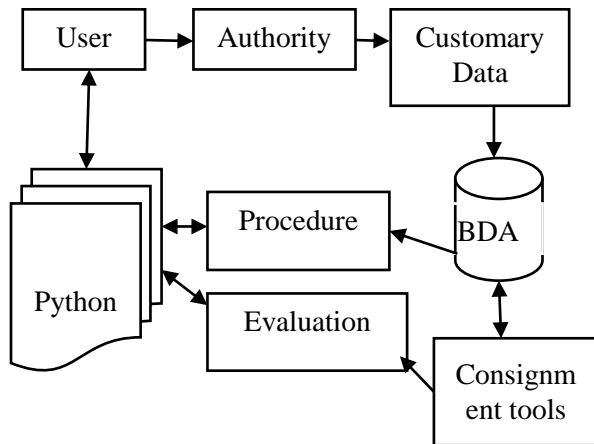 User
Authority
Customary
Data
Procedure
BDA
Python
Evaluation
Consignm
ent tools